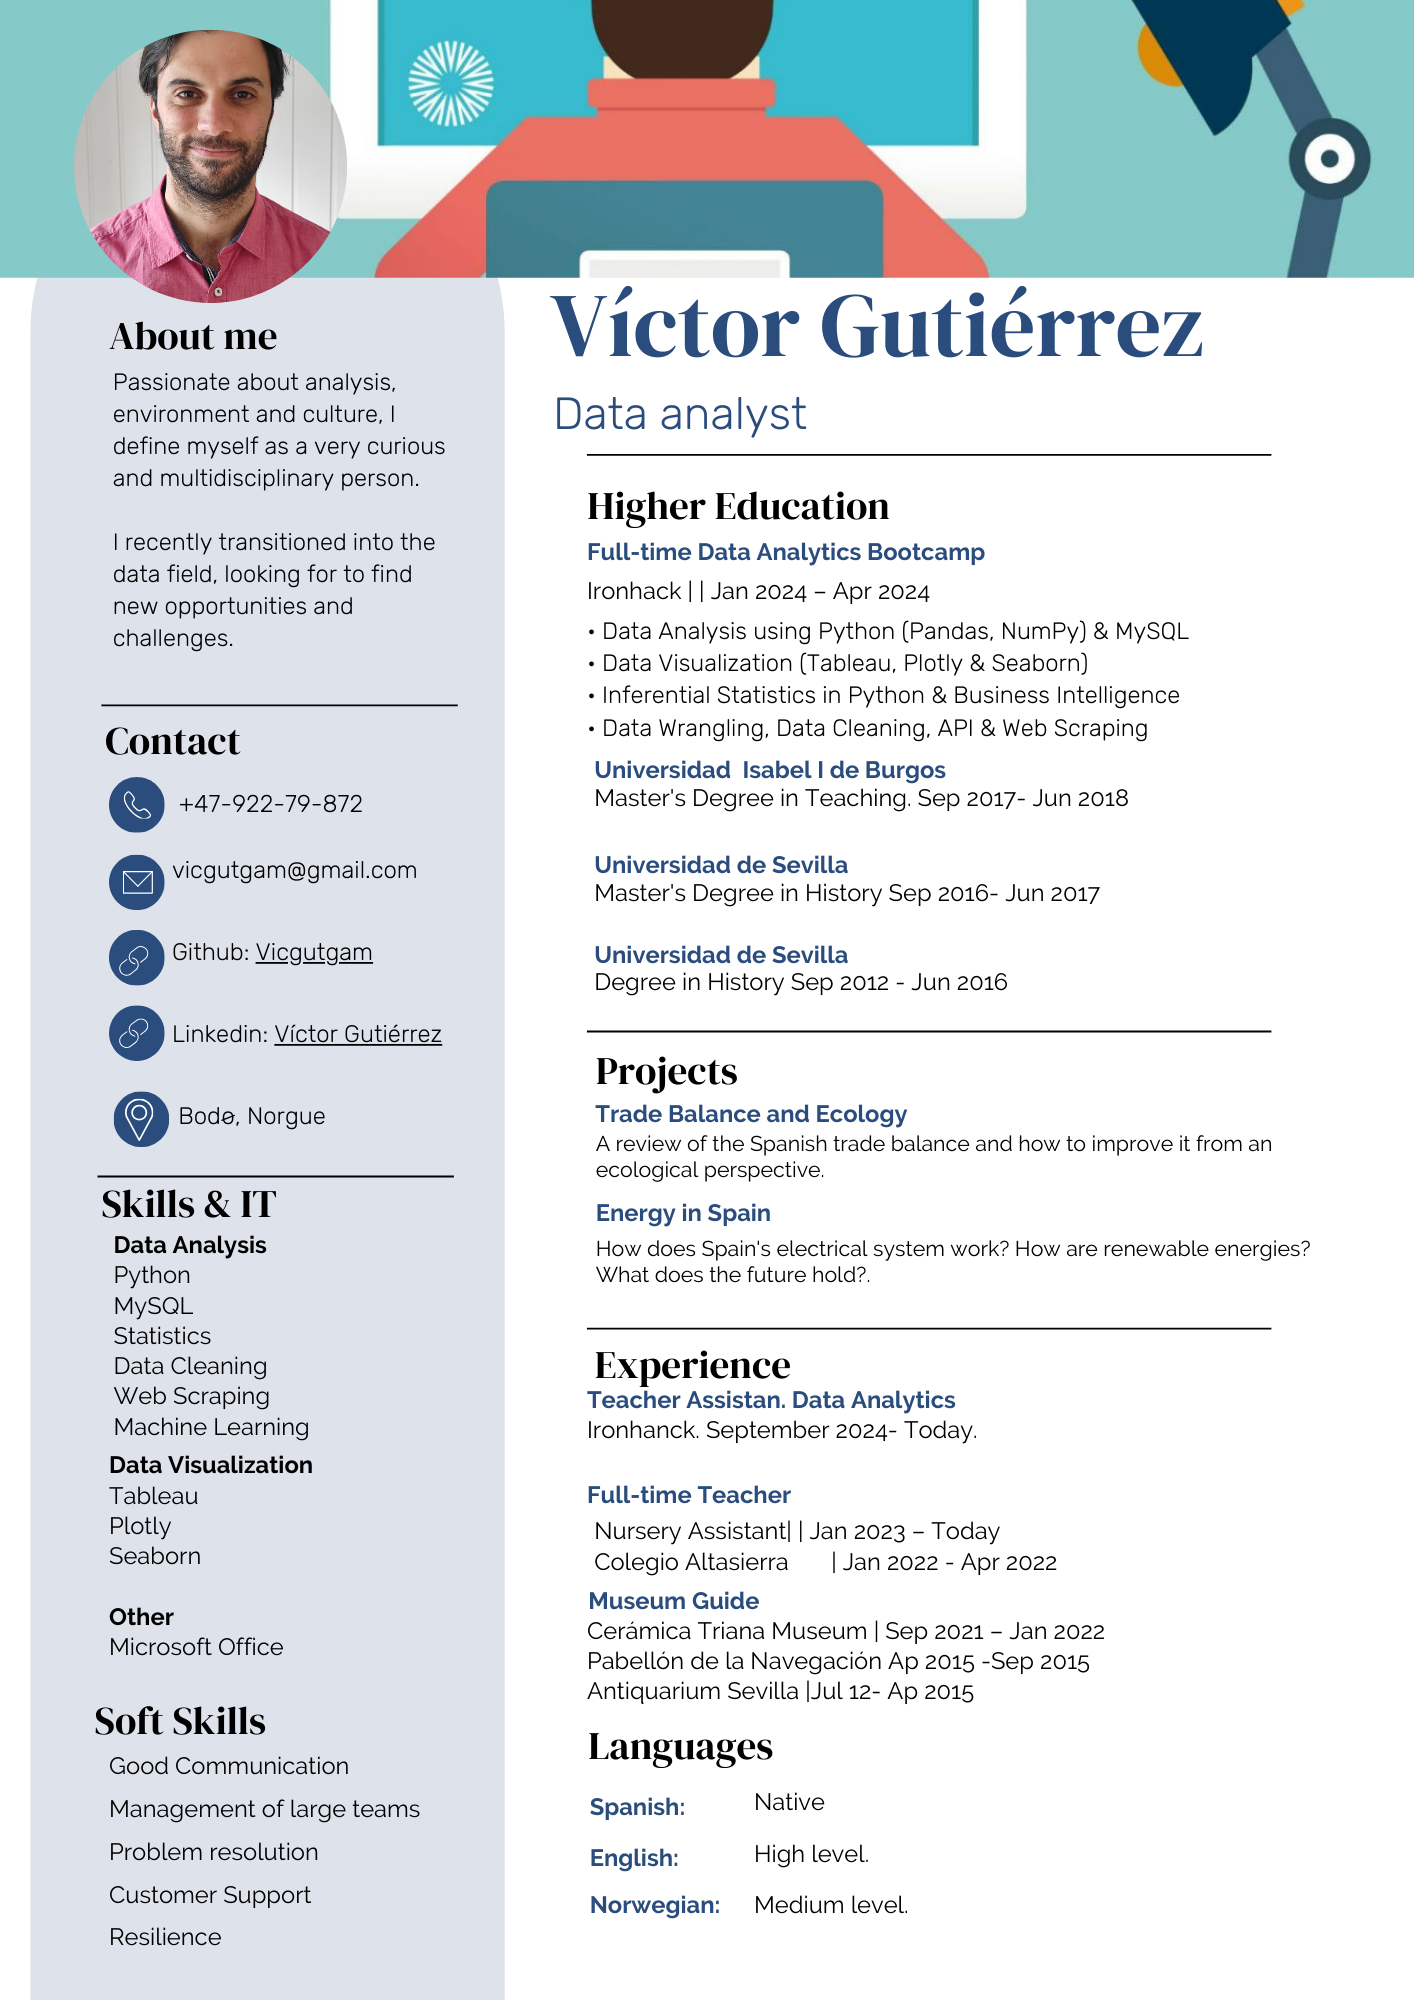 Víctor Gutiérrez
Data analyst
About me
Passionate about analysis,
environment and culture, I
define myself as a very curious
and multidisciplinary person.
I recently transitioned into the
data field, looking for to find
new opportunities and
challenges.
Contact
+47-922-79-872
vicgutgam@gmail.com
Github: Vicgutgam
Linkedin: Víctor Gutiérrez
Bodø, Norgue
Skills & IT
Data Analysis
Python
MySQL
Statistics
Data Cleaning
Web Scraping
Machine Learning
Data Visualization
Tableau
Plotly
Seaborn
Other
Microsoft Office
Soft Skills
Good Communication
Management of large teams
Problem resolution
Customer Support
Resilience
Higher Education
Full-time Data Analytics Bootcamp
Ironhack | | Jan 2024 – Apr 2024
• Data Analysis using Python (Pandas, NumPy) & MySQL
• Data Visualization (Tableau, Plotly & Seaborn)
• Inferential Statistics in Python & Business Intelligence
• Data Wrangling, Data Cleaning, API & Web Scraping
Universidad Isabel I de Burgos
Master's Degree in Teaching. Sep 2017- Jun 2018
Universidad de Sevilla
Master's Degree in History Sep 2016- Jun 2017
Universidad de Sevilla
Degree in History Sep 2012 - Jun 2016
Projects
Trade Balance and Ecology
A review of the Spanish trade balance and how to improve it from an
ecological perspective.
Energy in Spain
How does Spain's electrical system work? How are renewable energies?
What does the future hold?.
Experience
Teacher Assistan. Data Analytics
Ironhanck. September 2024- Today.
Full-time Teacher
Nursery Assistant| | Jan 2023 – Today
Colegio Altasierra | Jan 2022 - Apr 2022
Museum Guide
Cerámica Triana Museum | Sep 2021 – Jan 2022
Pabellón de la Navegación Ap 2015 -Sep 2015
Antiquarium Sevilla |Jul 12- Ap 2015
Languages
Spanish: Native
English: High level.
Norwegian: Medium level.